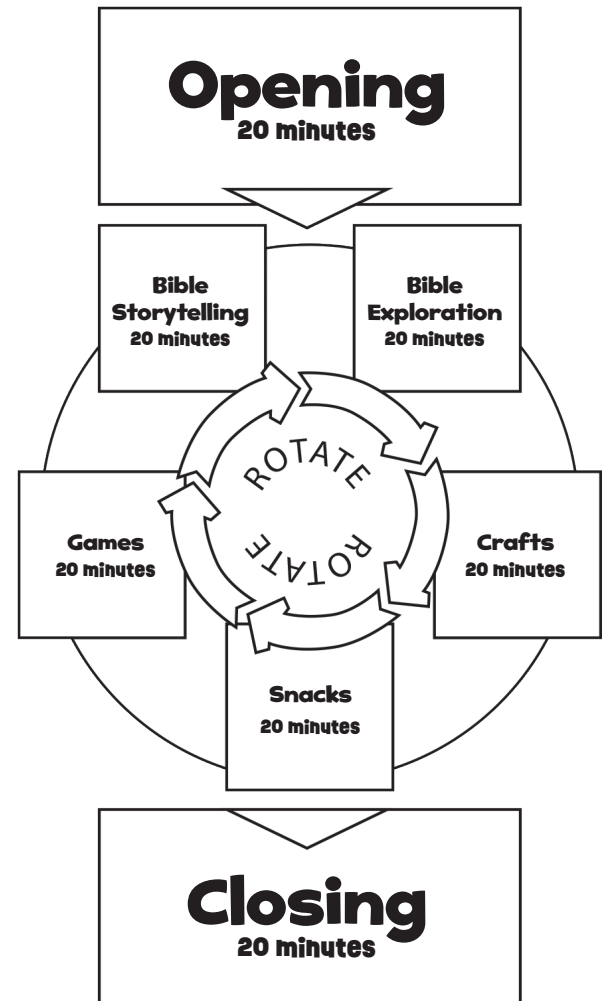 Opening
20 minutes
Bible
Storytelling
20 minutes
Bible
Exploration
20 minutes
ROTATE
ROTATE
Games
20 minutes
Crafts
20 minutes
Snacks
20 minutes
Closing
20 minutes